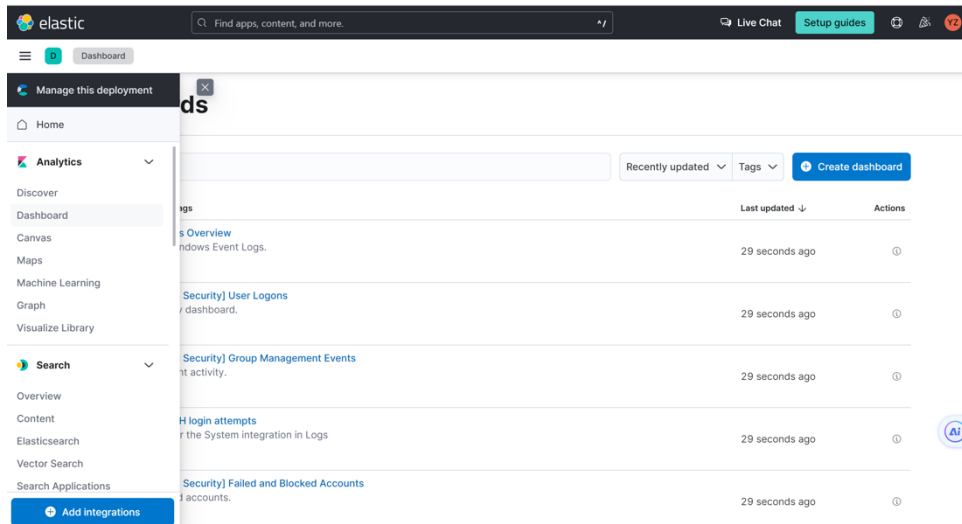 elastic
Find apps, content, and more.
^/
Live Chat
Setup guides
YZ
D
Dashboard
Manage this deployment
Home
Analytics
Discover
Dashboard
Canvas
Maps
Machine Learning
Graph
Visualize Library
Search
Overview
Content
Elasticsearch
Vector Search
Search Applications
Add integrations
ds
Recently updated
Tags
Create dashboard
ags
Last updated
Actions
s Overview
ndows Event Logs.
29 seconds ago
Security] User Logons
y dashboard.
29 seconds ago
Security] Group Management Events
nt activity.
29 seconds ago
H login attempts
r the System integration in Logs
29 seconds ago
Security] Failed and Blocked Accounts
d accounts.
29 seconds ago
Ai